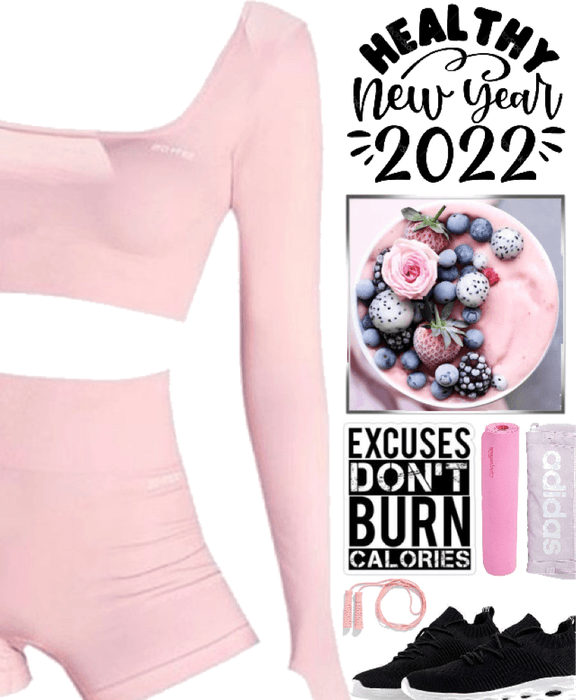 HEALTHY
New Year
2022
EXCUSES
DON'T
BURN
CALORIES
adidas